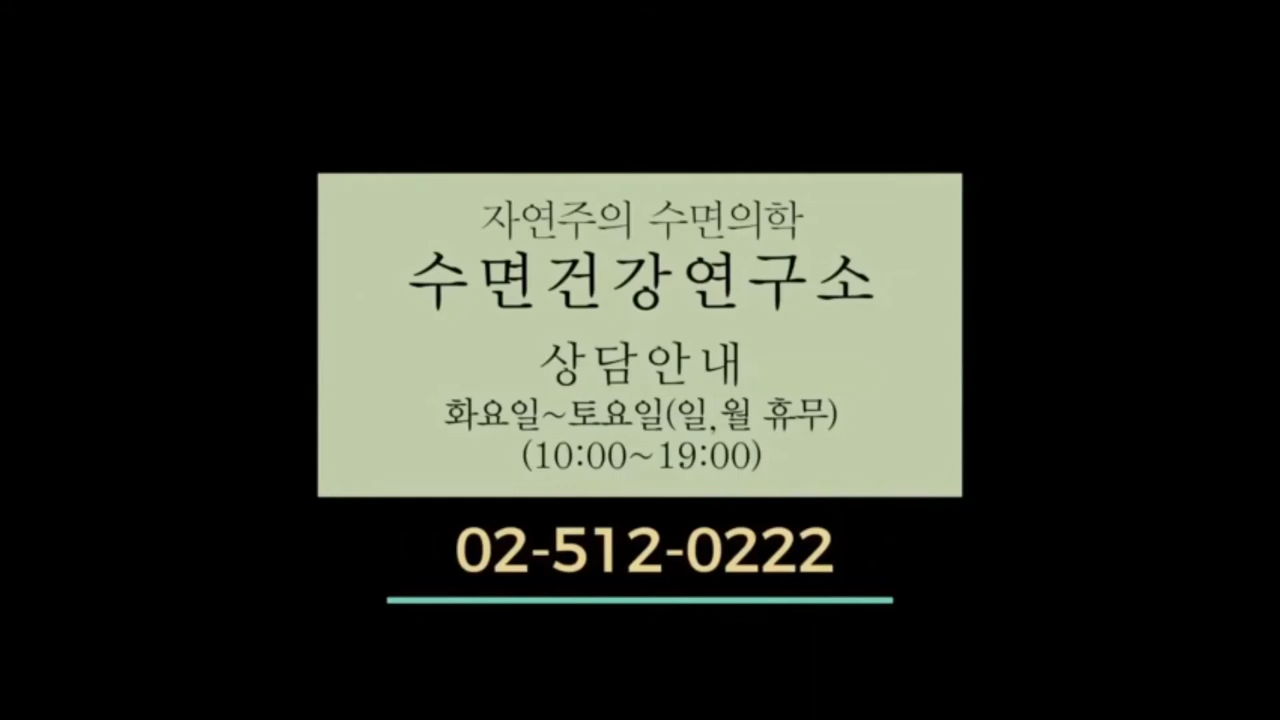 자연주의 수면의학
수면건강연구소
상담안내
화요일~토요일(일,월 휴무)
(10:00~19:00)
02-512-0222